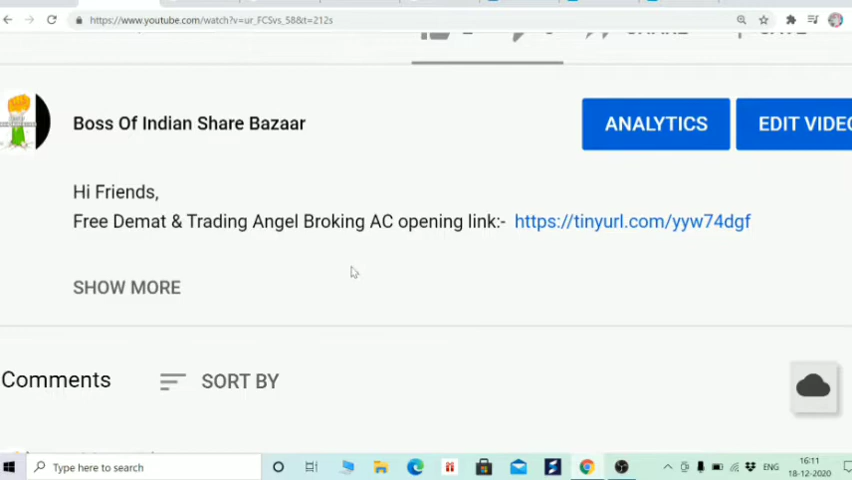 https://www.youtube.com/watch?v=ur_FCSvs_58&t=212s
Boss Of Indian Share Bazaar
ANALYTICS
EDIT VIDEO
Hi Friends,
Free Demat & Trading Angel Broking AC opening link:- https://tinyurl.com/yyw74dgf
SHOW MORE
Comments
SORT BY
Type here to search
ENG
16:11
18-12-2020